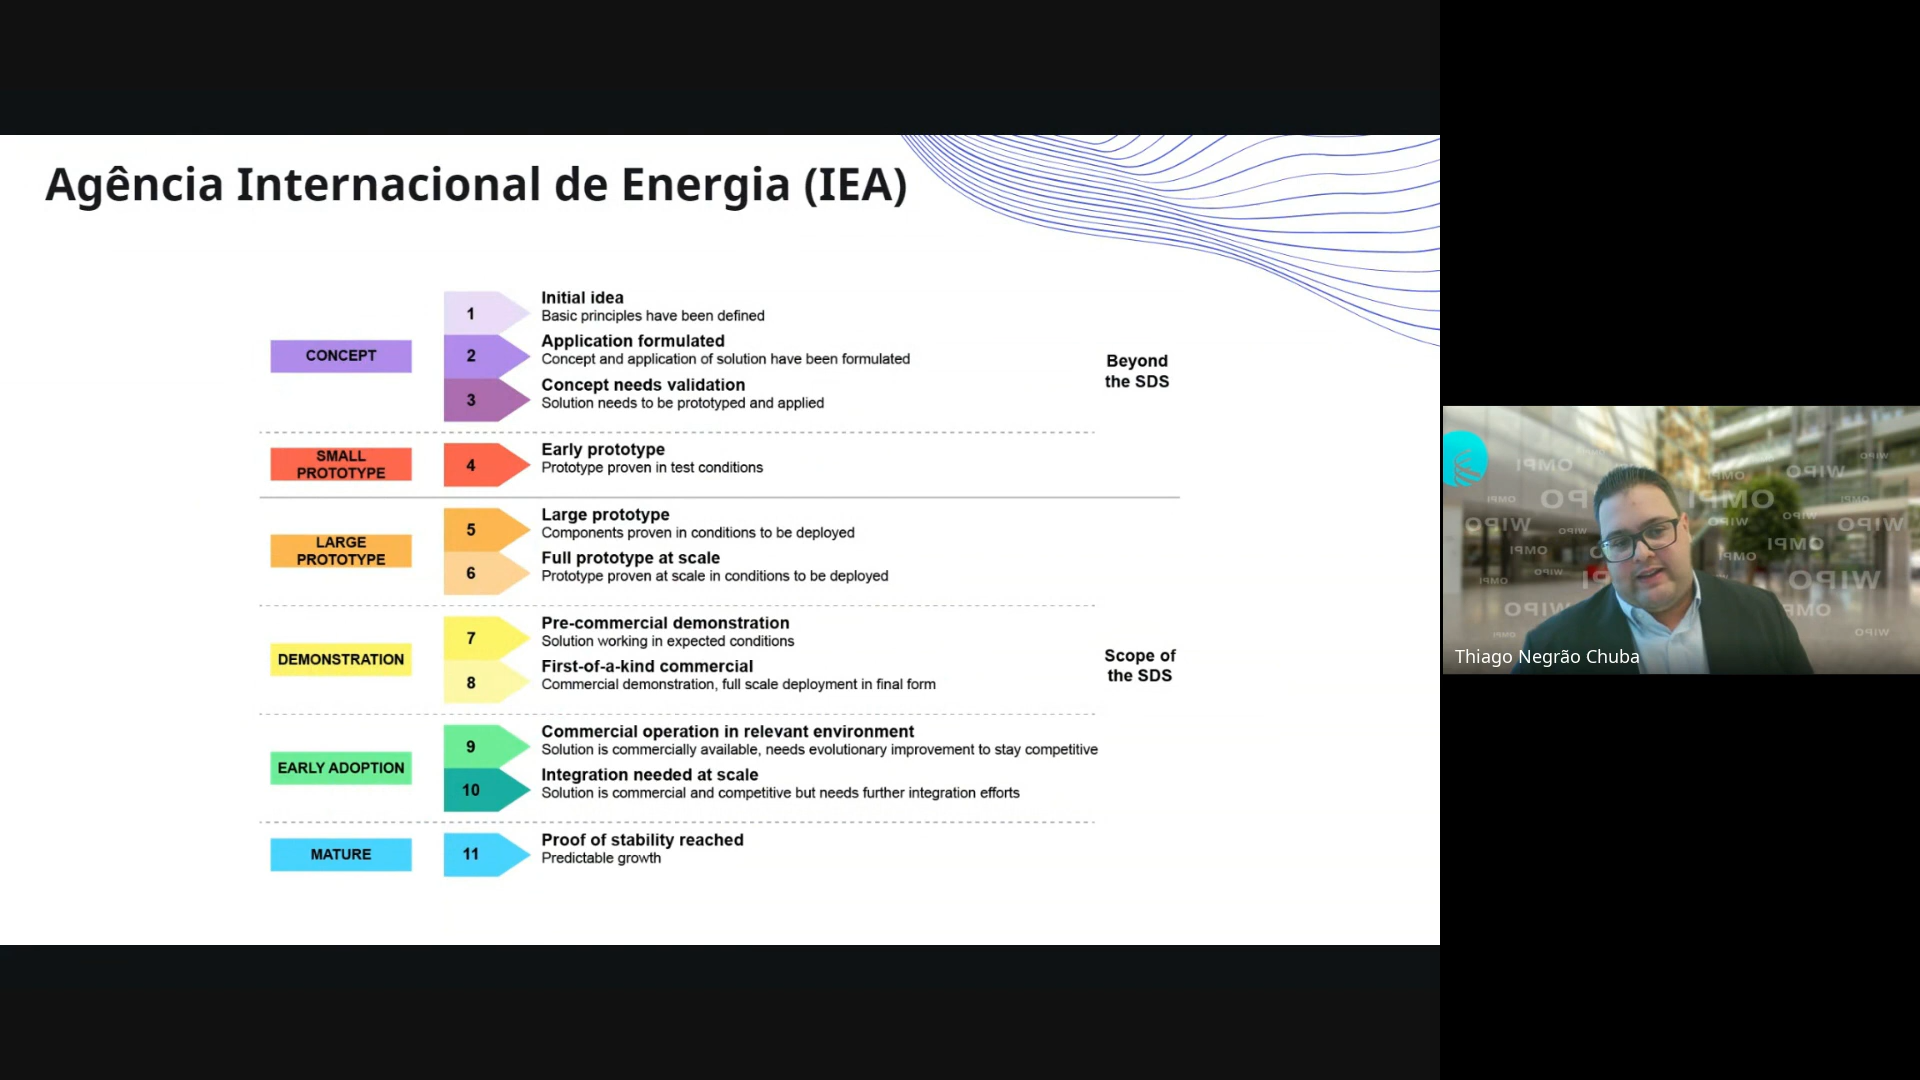 Agência Internacional de Energia (IEA)
CONCEPT
1
Initial idea
Basic principles have been defined
2
Application formulated
Concept and application of solution have been formulated
3
Concept needs validation
Solution needs to be prototyped and applied
Beyond
the SDS
SMALL
PROTOTYPE
4
Early prototype
Prototype proven in test conditions
LARGE
PROTOTYPE
5
Large prototype
Components proven in conditions to be deployed
6
Full prototype at scale
Prototype proven at scale in conditions to be deployed
DEMONSTRATION
7
Pre-commercial demonstration
Solution working in expected conditions
8
First-of-a-kind commercial
Commercial demonstration, full scale deployment in final form
Scope of
the SDS
EARLY ADOPTION
9
Commercial operation in relevant environment
Solution is commercially available, needs evolutionary improvement to stay competitive
10
Integration needed at scale
Solution is commercial and competitive but needs further integration efforts
MATURE
11
Proof of stability reached
Predictable growth
WIPO
OMPI
Thiago Negrão Chuba